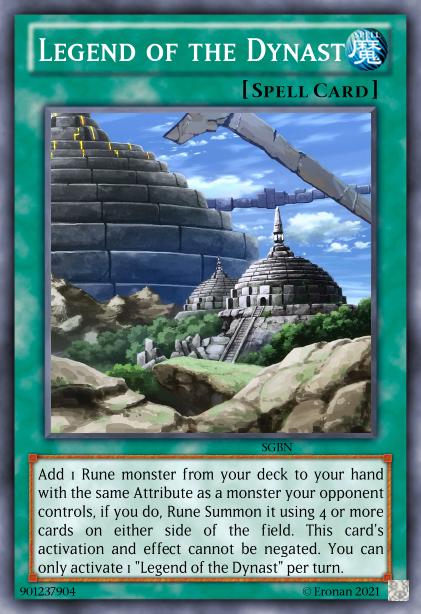 LEGEND OF THE DYNAST
SPELL
魔
[SPELL CARD]
SGBN
Add 1 Rune monster from your deck to your hand
with the same Attribute as a monster your opponent
controls, if you do, Rune Summon it using 4 or more
cards on either side of the field. This card's
activation and effect cannot be negated. You can
only activate 1 "Legend of the Dynast" per turn.
901237904
© Eronan 2021